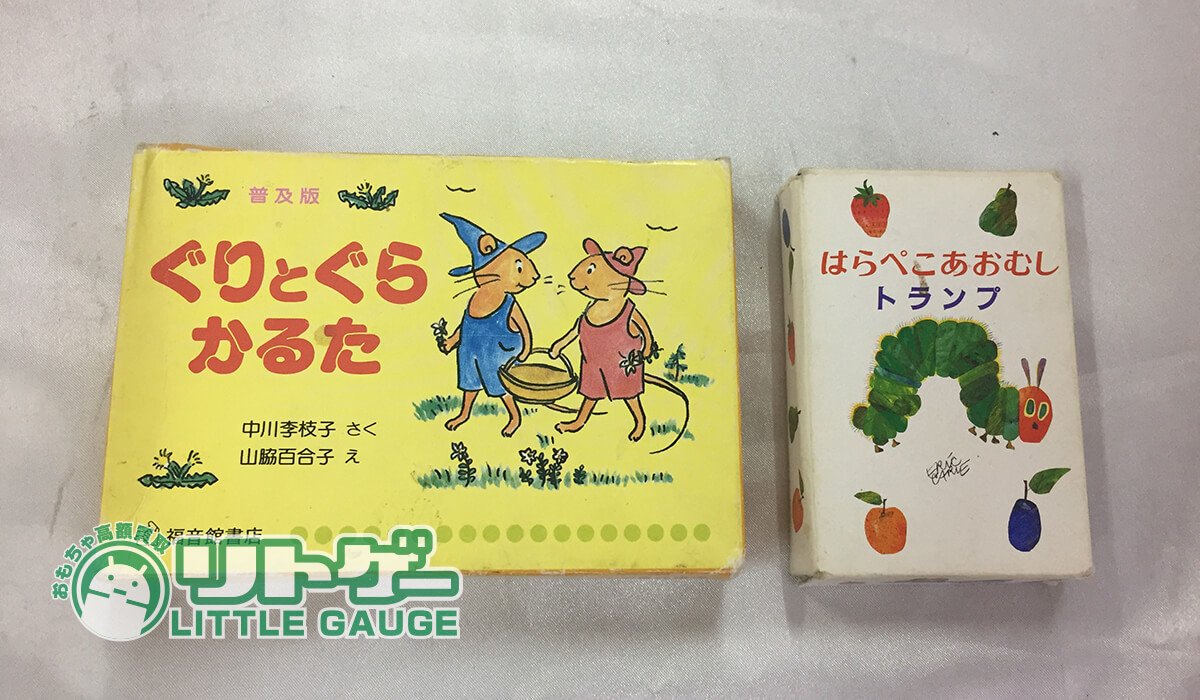 普及版
ぐりとぐら
かるた
中川李枝子 さく
山脇百合子 え
福音館書店
はらぺこあおむし
トランプ
ERIC CARLE
おもちゃ高額買取
リトゲー
LITTLE GAUGE